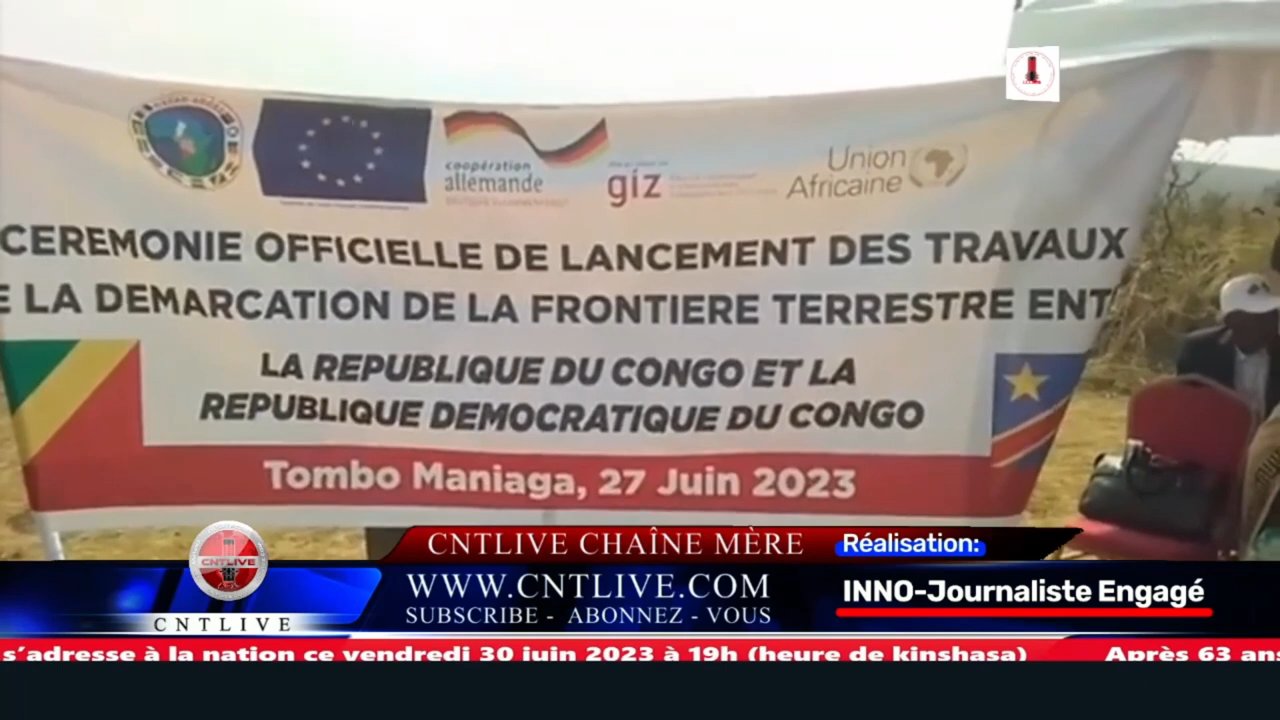 coopération
allemande
giz
Union
Africaine
CEREMONIE OFFICIELLE DE LANCEMENT DES TRAVAUX
E LA DEMARCATION DE LA FRONTIERE TERRESTRE ENT
LA REPUBLIQUE DU CONGO ET LA
REPUBLIQUE DEMOCRATIQUE DU CONGO
Tombo Maniaga, 27 Juin 2023
CNTLIVE CHAÎNE MÈRE
Réalisation:
CNTLIVE
WWW.CNTLIVE.COM
INNO-Journaliste Engagé
SUBSCRIBE - ABONNEZ - VOUS
CNTLIVE
s'adresse à la nation ce vendredi 30 juin 2023 à 19h (heure de kinshasa) Après 63 ans